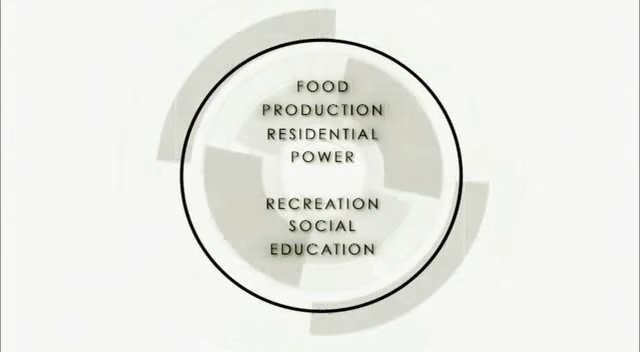 FOOD
PRODUCTION
RESIDENTIAL
POWER
RECREATION
SOCIAL
EDUCATION